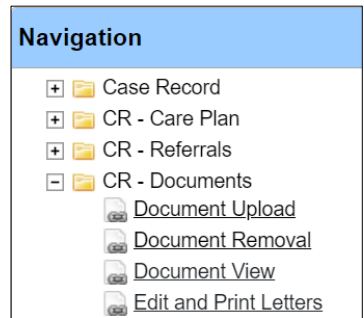 Navigation
Case Record
CR - Care Plan
CR - Referrals
CR - Documents
Document Upload
Document Removal
Document View
Edit and Print Letters